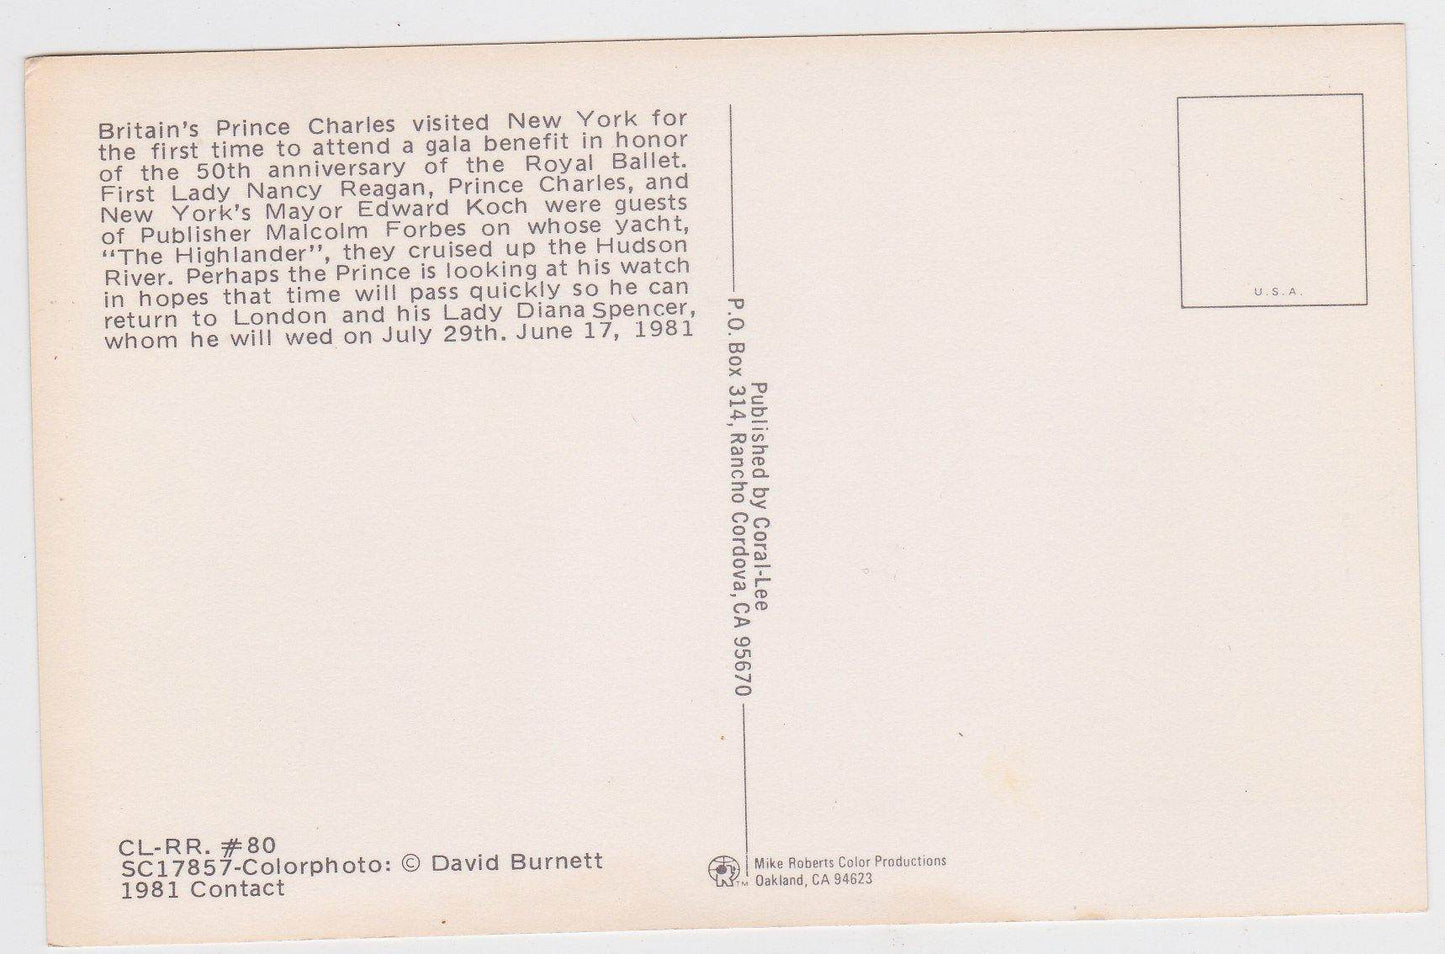 Britain's Prince Charles visited New York for
the first time to attend a gala benefit in honor
of the 50th anniversary of the Royal Ballet.
First Lady Nancy Reagan, Prince Charles, and
New York's Mayor Edward Koch were guests
of Publisher Malcolm Forbes on whose yacht,
“The Highlander”, they cruised up the Hudson
River. Perhaps the Prince is looking at his watch
in hopes that time will pass quickly so he can
return to London and his Lady Diana Spencer,
whom he will wed on July 29th. June 17, 1981
CL-RR. #80
SC17857-Colorphoto: © David Burnett
1981 Contact
Published by Coral-Lee
P.O. Box 314, Rancho Cordova, CA 95670
TM
Mike Roberts Color Productions
Oakland, CA 94623
U.S.A.